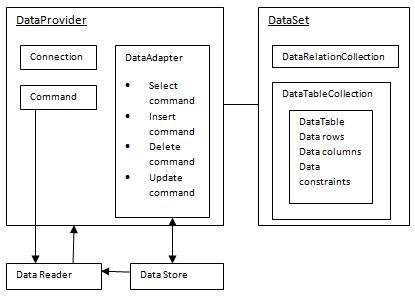 DataProvider
Connection
Command
DataAdapter
• Select
command
• Insert
command
• Delete
command
• Update
command
DataSet
DataRelationCollection
DataTableCollection
DataTable
Data rows
Data columns
Data
constraints
Data Reader
Data Store